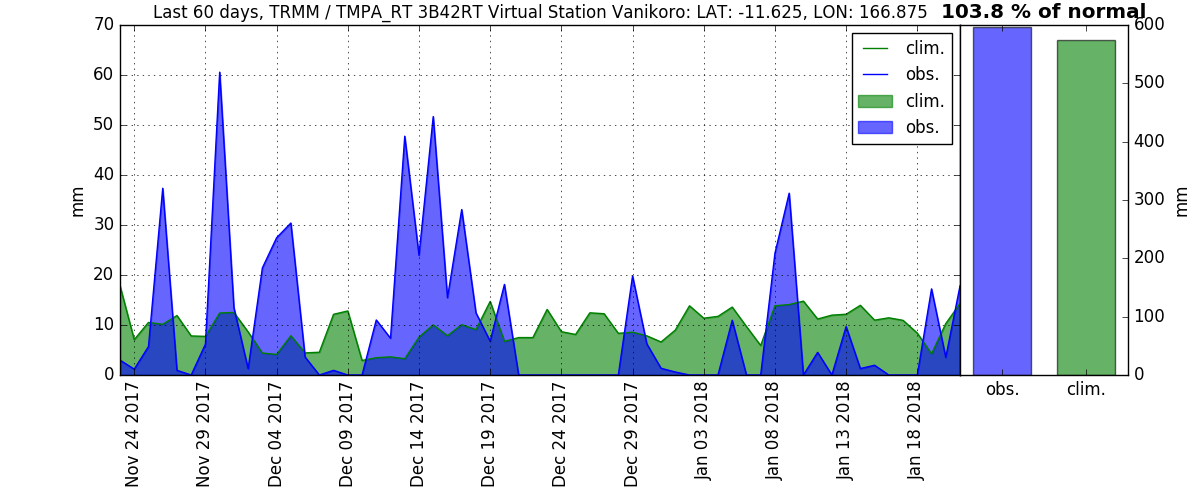 Last 60 days, TRMM / TMPA_RT 3B42RT Virtual Station Vanikoro: LAT: -11.625, LON: 166.875 103.8 % of normal
70
60
50
40
30
20
10
0
mm
clim.
obs.
clim.
obs.
600
500
400
300
200
100
0
mm
Nov 24 2017
Nov 29 2017
Dec 04 2017
Dec 09 2017
Dec 14 2017
Dec 19 2017
Dec 24 2017
Dec 29 2017
Jan 03 2018
Jan 08 2018
Jan 13 2018
Jan 18 2018
obs.
clim.